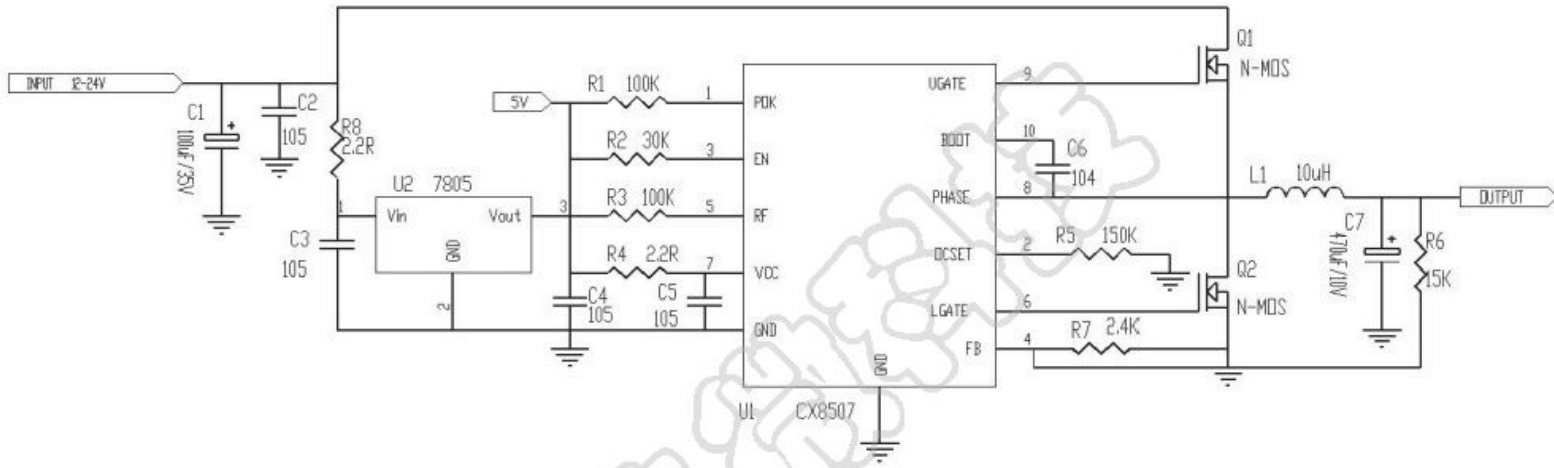 INPUT 12-24V
C1
100uF/35V
C2
105
R8
2.2R
C3
105
U2 7805
1
Vin
Vout
3
GND
2
5V
R1 100K
1
POK
R2 30K
3
EN
R3 100K
5
RF
R4 2.2R
7
VCC
C4
105
C5
105
GND
GND
U1 CX8507
UGATE
9
BOOT
10
C6
104
PHASE
8
OCSET
2
R5 150K
LGATE
6
FB
4
R7 2.4K
Q1
N-MOS
Q2
N-MOS
L1 10uH
C7
470uF/10V
R6
15K
OUTPUT